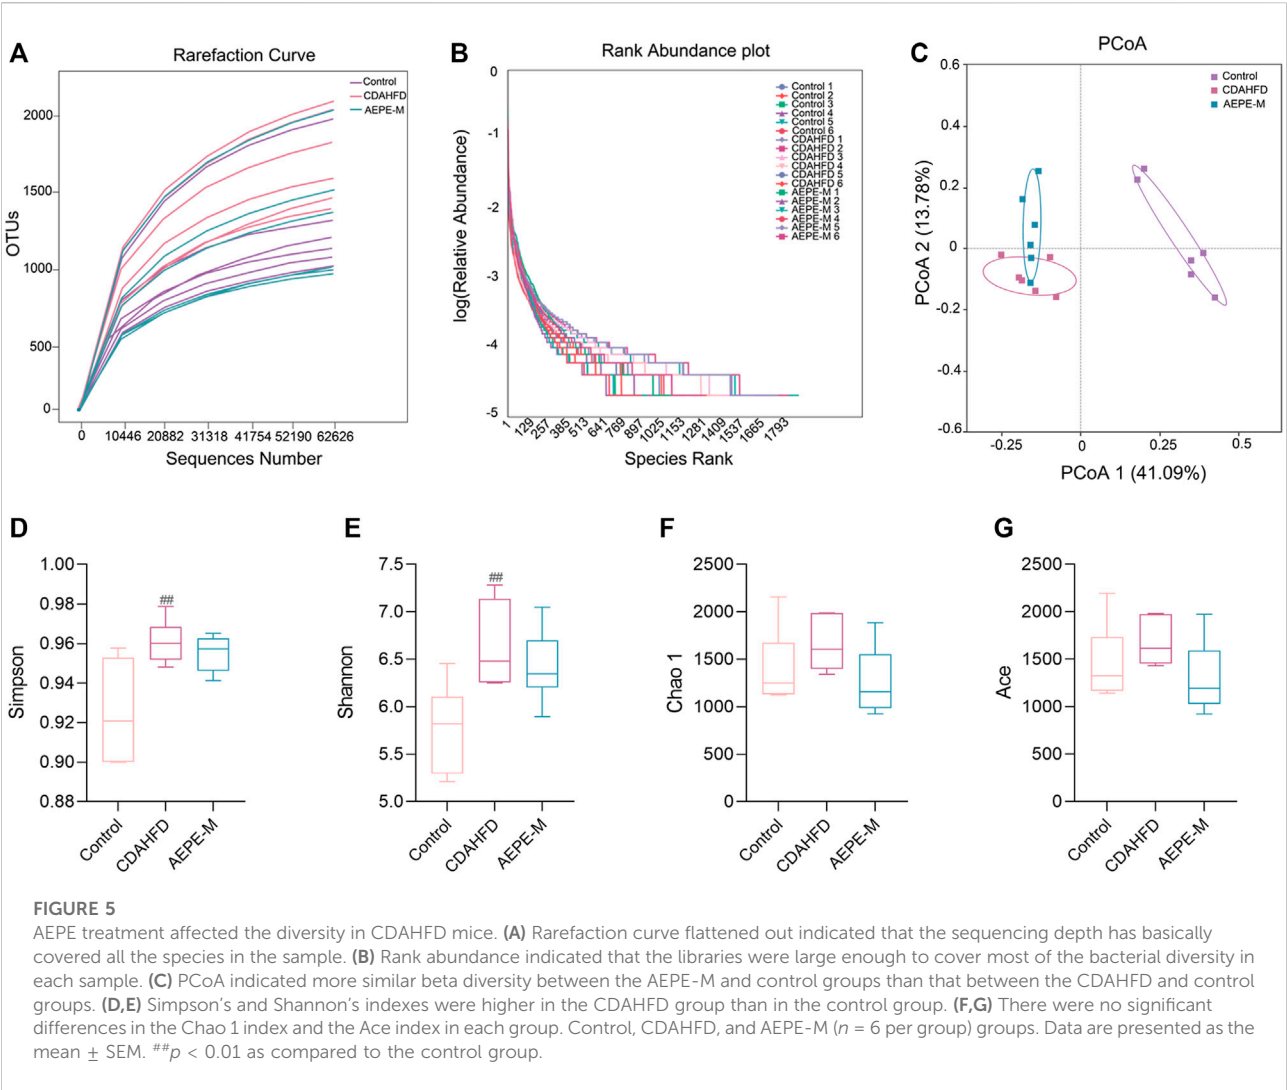 A
Rarefaction Curve
Control
CDAHFD
AEPE-M
OTUs
2000
1500
1000
500
0
0 10446 20882 31318 41754 52190 62626
Sequences Number
B
Rank Abundance plot
log(Relative Abundance)
0
-1
-2
-3
-4
-5
Control 1
Control 2
Control 3
Control 4
Control 5
Control 6
CDAHFD 1
CDAHFD 2
CDAHFD 3
CDAHFD 4
CDAHFD 5
CDAHFD 6
AEPE-M 1
AEPE-M 2
AEPE-M 3
AEPE-M 4
AEPE-M 5
AEPE-M 6
1 129 257 385 513 641 769 897 1025 1153 1281 1409 1537 1665 1793
Species Rank
C
PCoA
Control
CDAHFD
AEPE-M
PCoA 2 (13.78%)
0.6
0.4
0.2
0
-0.2
-0.4
-0.6
-0.25 0 0.25 0.5
PCoA 1 (41.09%)
D
Simpson
1.00
0.98
0.96
0.94
0.92
0.90
0.88
##
Control CDAHFD AEPE-M
E
Shannon
7.5
7.0
6.5
6.0
5.5
5.0
##
Control CDAHFD AEPE-M
F
Chao 1
2500
2000
1500
1000
500
0
Control CDAHFD AEPE-M
G
Ace
2500
2000
1500
1000
500
0
Control CDAHFD AEPE-M
FIGURE 5
AEPE treatment affected the diversity in CDAHFD mice. (A) Rarefaction curve flattened out indicated that the sequencing depth has basically
covered all the species in the sample. (B) Rank abundance indicated that the libraries were large enough to cover most of the bacterial diversity in
each sample. (C) PCoA indicated more similar beta diversity between the AEPE-M and control groups than that between the CDAHFD and control
groups. (D,E) Simpson's and Shannon's indexes were higher in the CDAHFD group than in the control group. (F,G) There were no significant
differences in the Chao 1 index and the Ace index in each group. Control, CDAHFD, and AEPE-M (n = 6 per group) groups. Data are presented as the
mean ± SEM. ##p < 0.01 as compared to the control group.